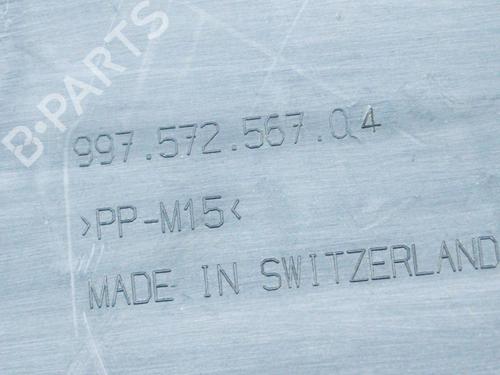 B-PARTS
997.572.567.04
>PP-M15<
MADE IN SWITZERLAND